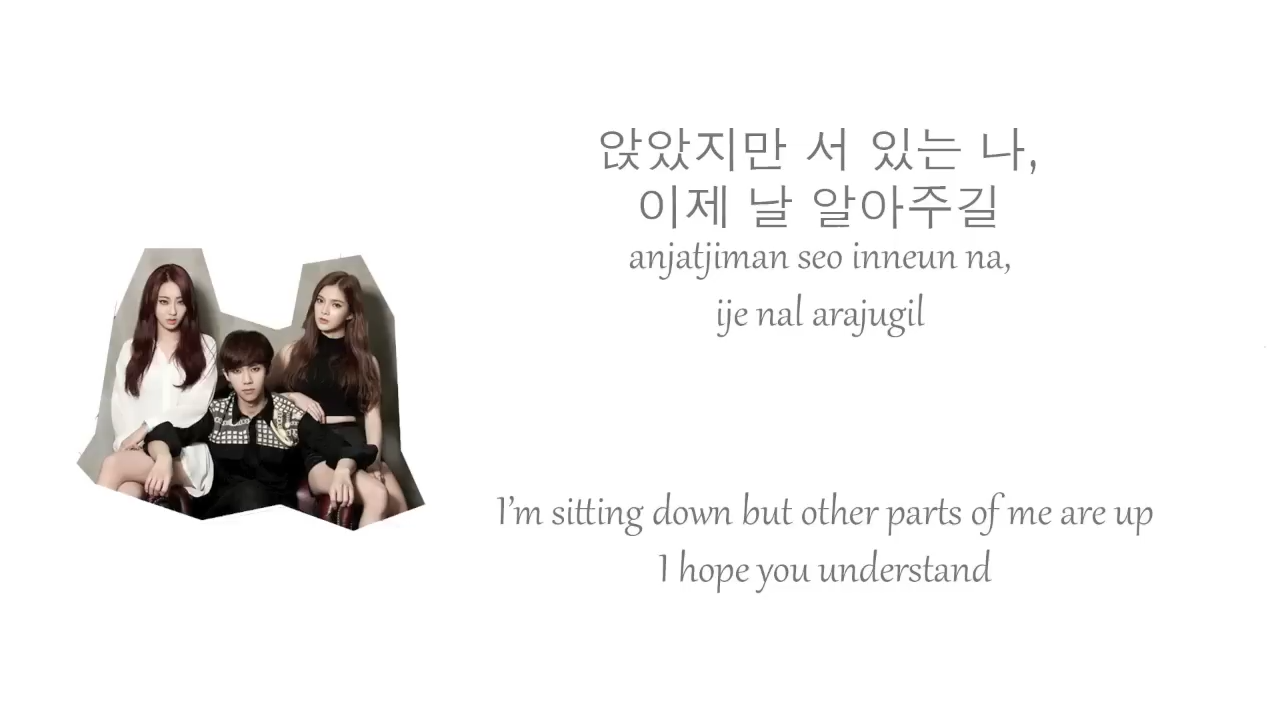 앉았지만 서 있는 나,
이제 날 알아주길
anjatjiman seo inneun na,
ije nal arajugil
I'm sitting down but other parts of me are up
I hope you understand